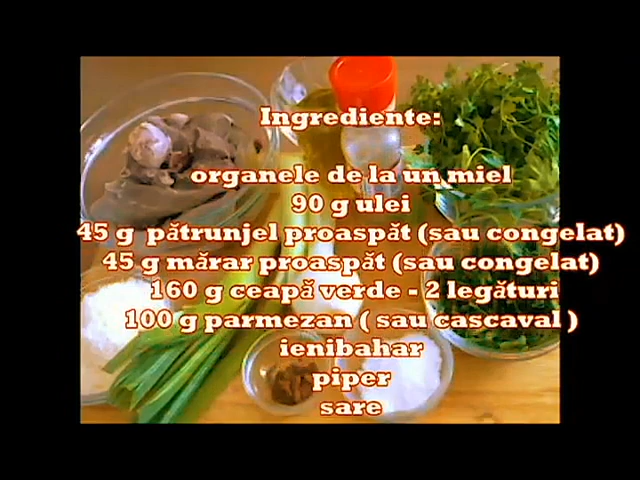 Ingrediente:
organele de la un miel
90 g ulei
45 g pătrunjel proaspăt (sau congelat)
45 g mărar proaspăt (sau congelat)
160 g ceapă verde - 2 legături
100 g parmezan ( sau cascaval )
ienibahar
piper
sare